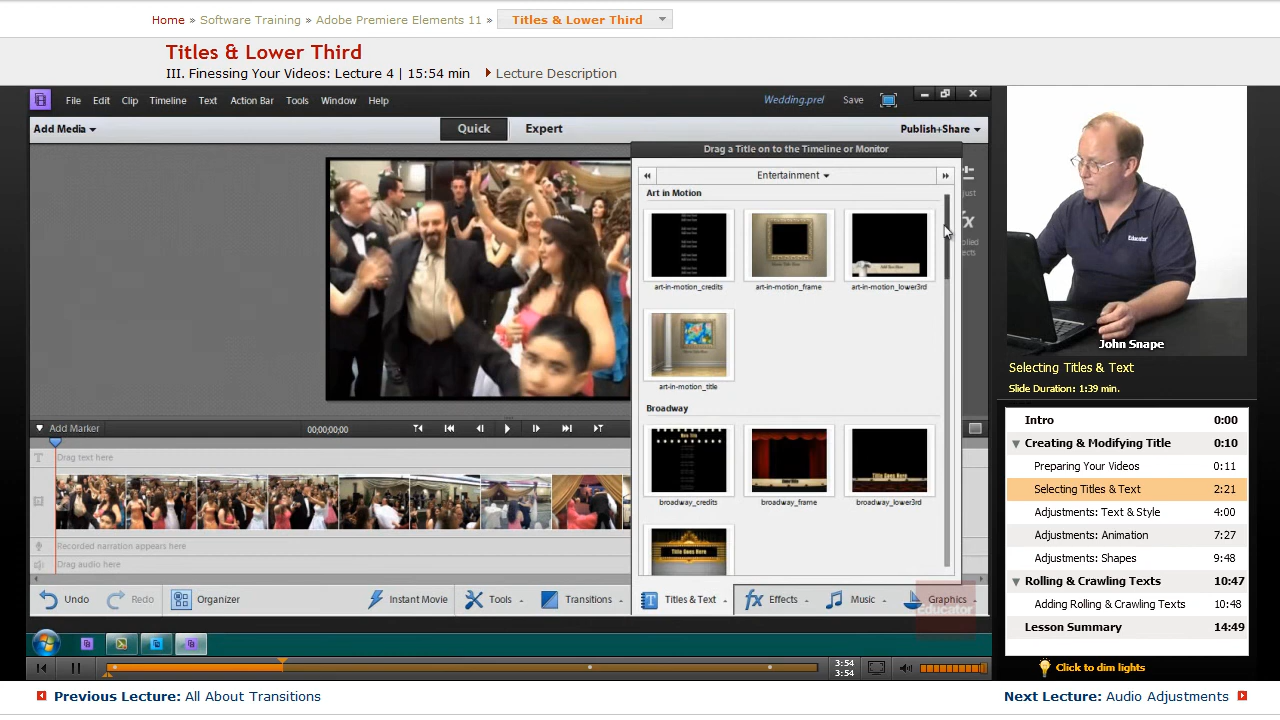 Home » Software Training » Adobe Premiere Elements 11 » Titles & Lower Third
Titles & Lower Third
III. Finessing Your Videos: Lecture 4 | 15:54 min Lecture Description
File Edit Clip Timeline Text Action Bar Tools Window Help Wedding.prel Save
Add Media Quick Expert Publish+Share
Drag a Title on to the Timeline or Monitor
Entertainment
Art in Motion
art-in-motion_credits art-in-motion_frame art-in-motion_lower3rd
art-in-motion_title
Broadway
Title Goes Here
broadway_credits broadway_frame broadway_lower3rd
Title Goes Here
Add Marker 00;00;00;00
Drag text here
Recorded narration appears here
Drag audio here
Undo Redo Organizer Instant Movie Tools Transitions Titles & Text Effects Music Graphics
Educator
3:54
3:54
Educator
John Snape
Selecting Titles & Text
Slide Duration: 1:39 min.
Intro 0:00
Creating & Modifying Title 0:10
0:11
Selecting Titles & Text 2:21
Adjustments: Text & Style 4:00
Adjustments: Animation 7:27
Adjustments: Shapes 9:48
Rolling & Crawling Texts 10:47
Adding Rolling & Crawling Texts 10:48
Lesson Summary 14:49
Click to dim lights
Previous Lecture: All About Transitions
Next Lecture: Audio Adjustments